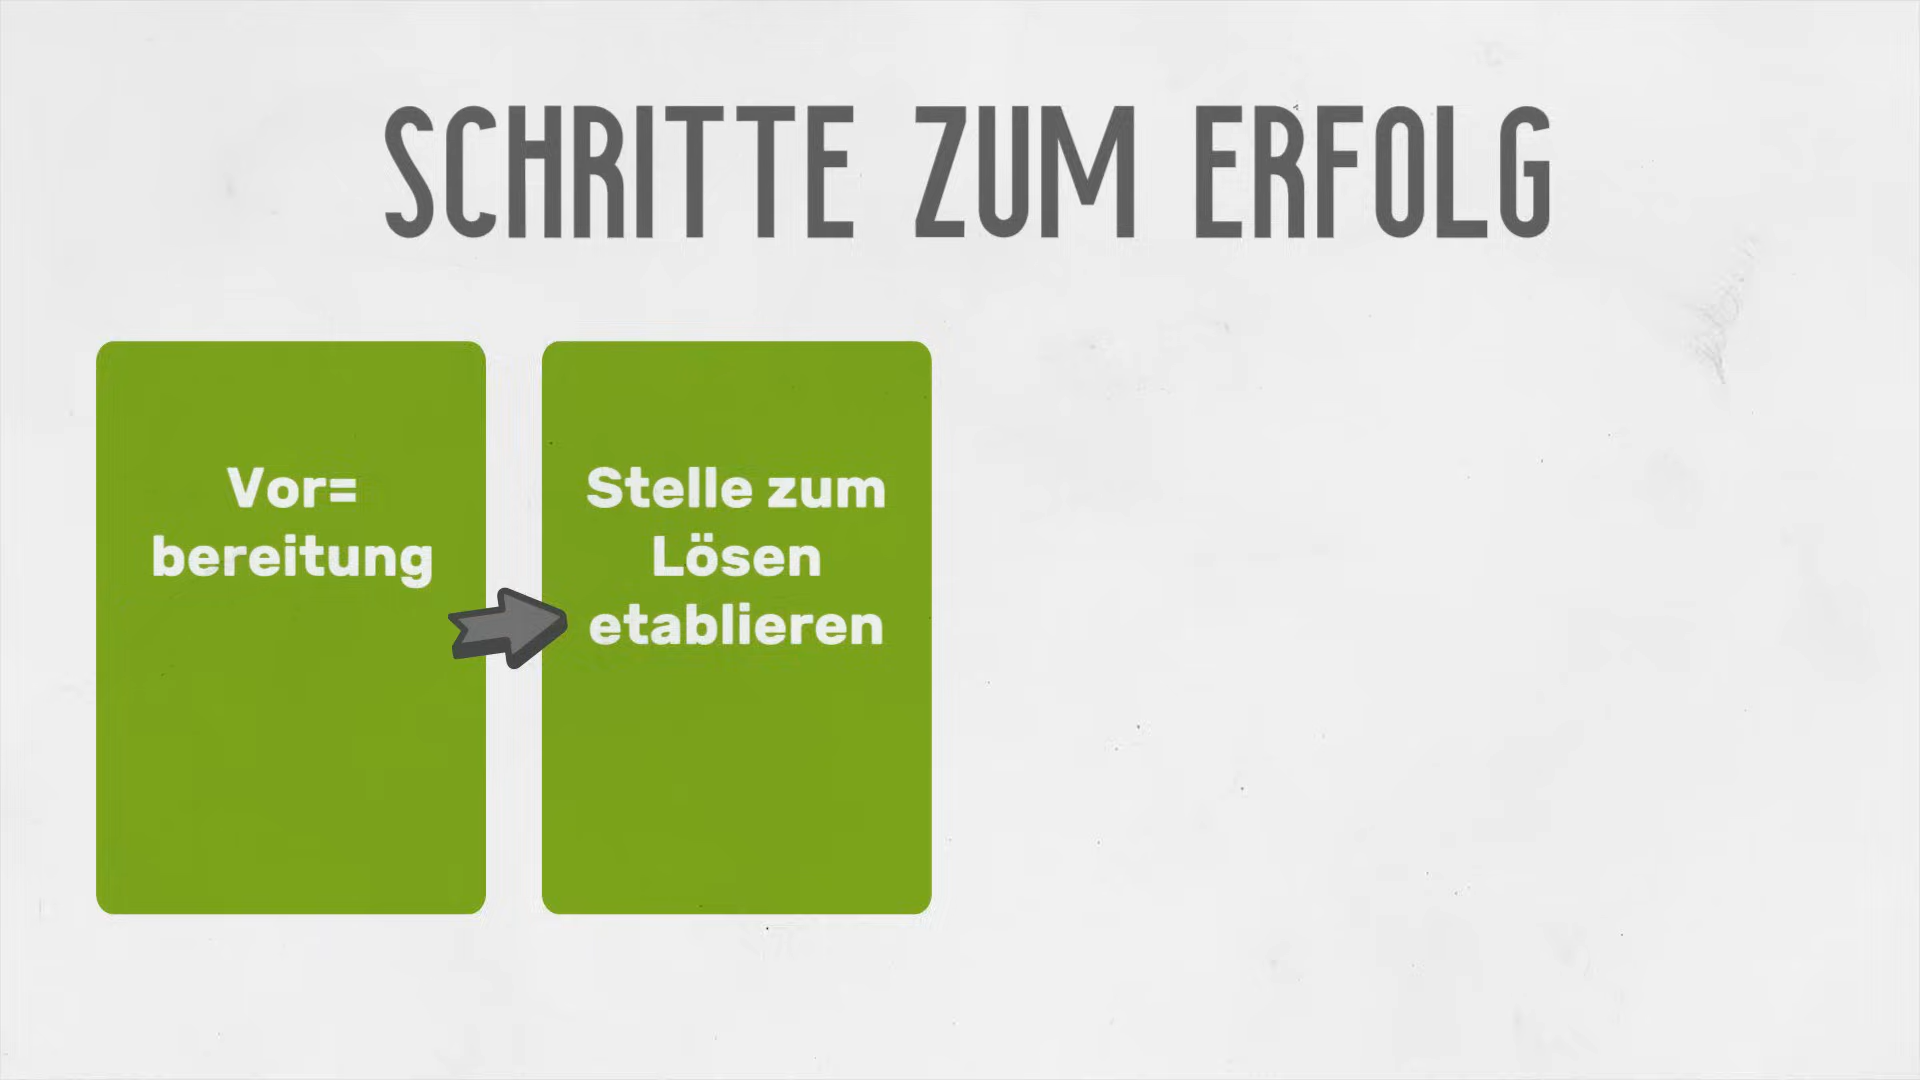 SCHRITTE ZUM ERFOLG
Vor=
bereitung
Stelle zum
Lösen
etablieren